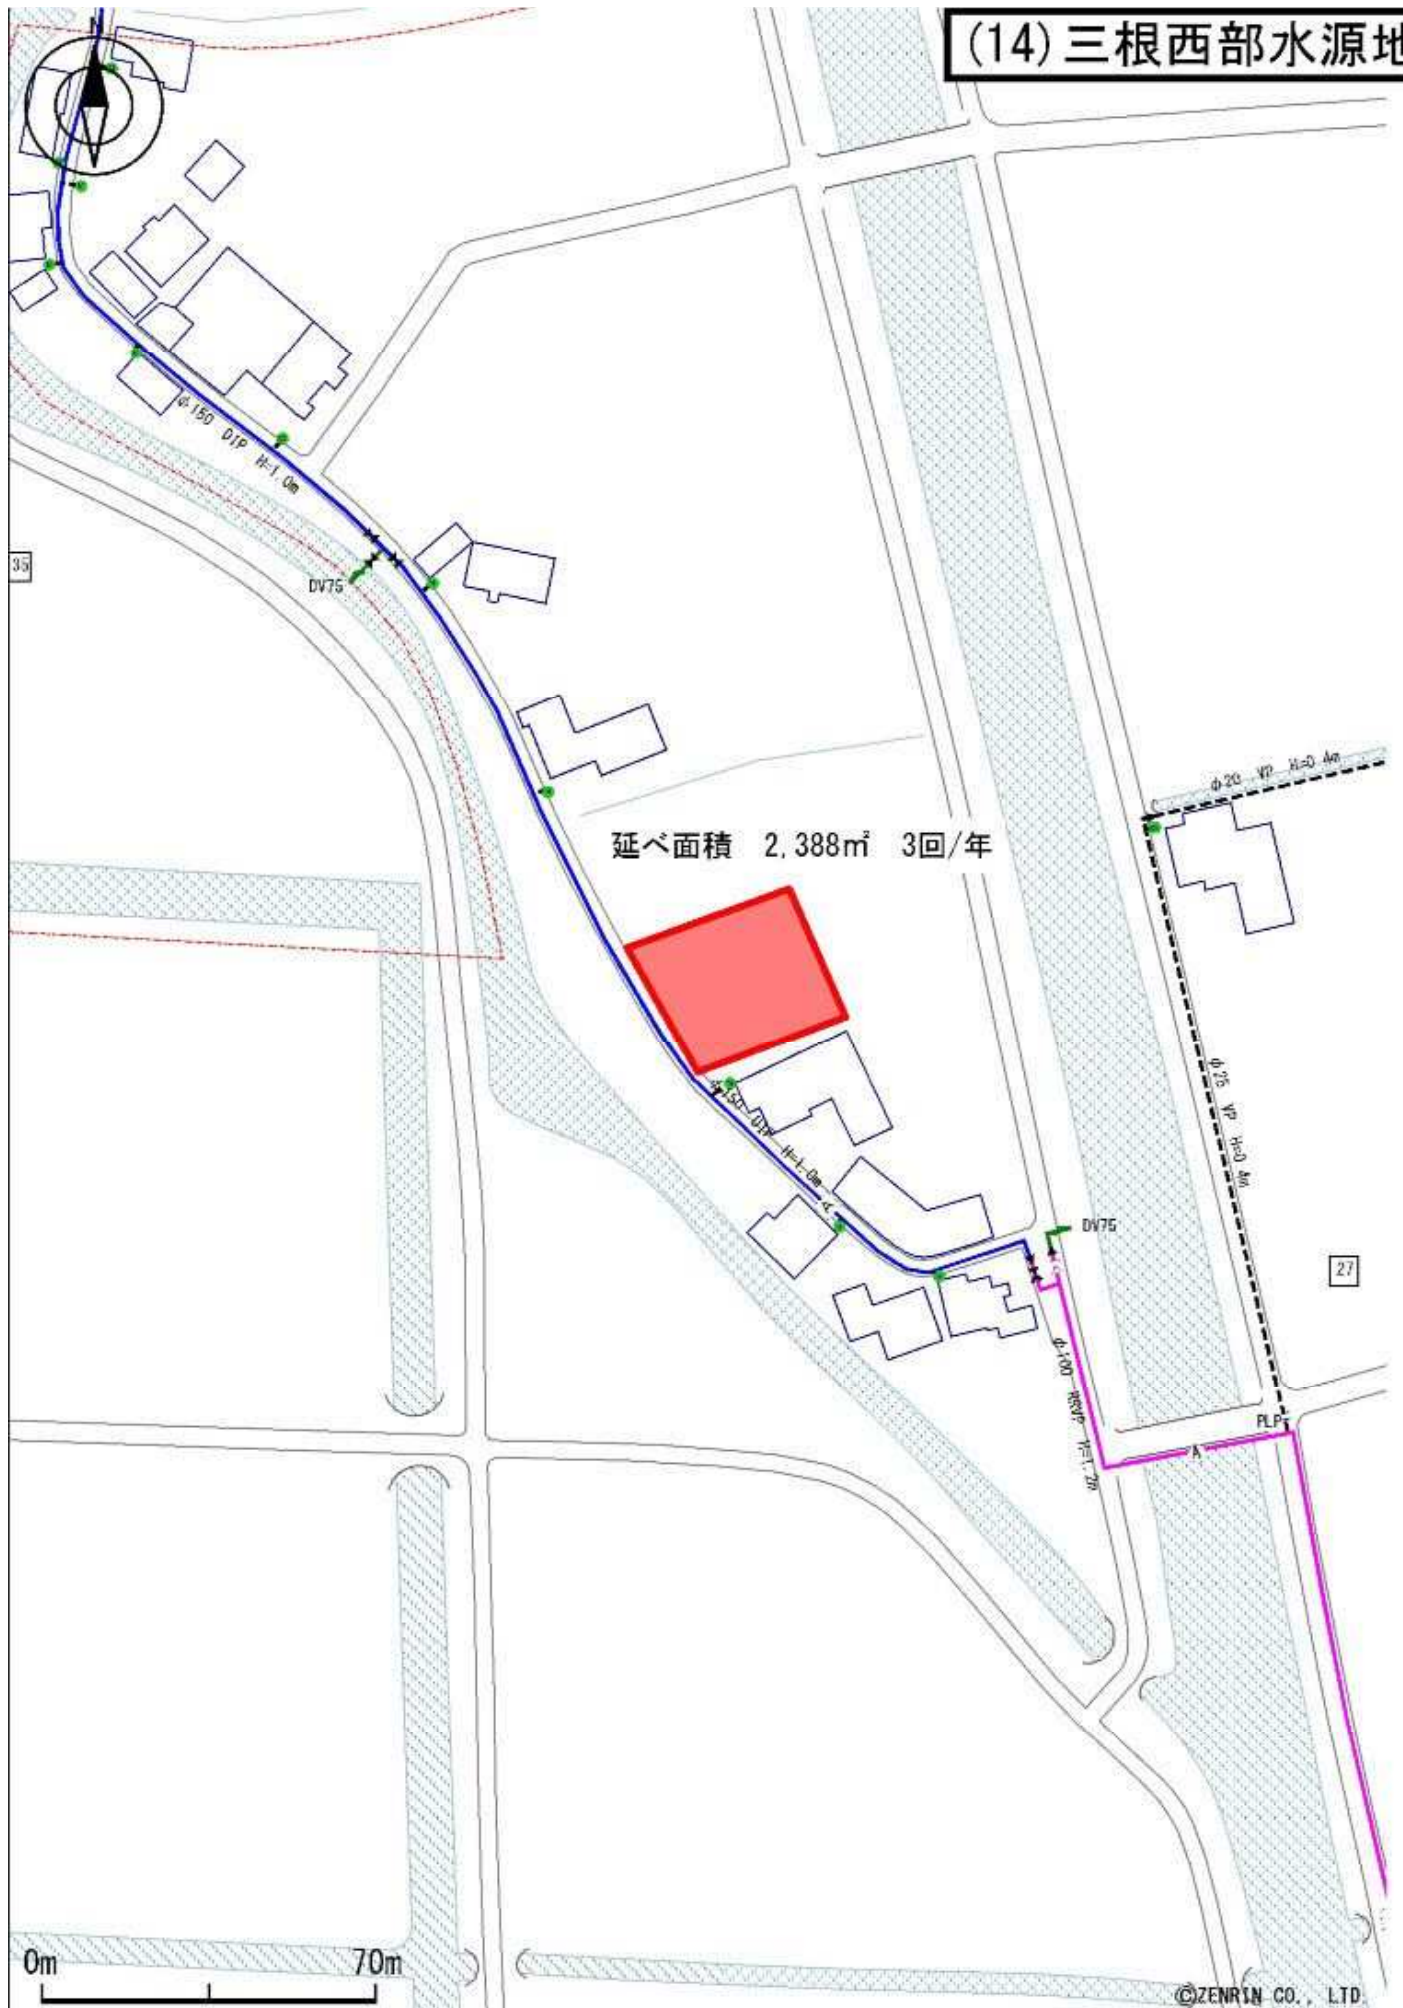 (14)三根西部水源地
φ150 DIP H=1.0m
35
DV75
φ20 VP H=0.4m
延べ面積 2,388㎡ 3回/年
φ25 VP H=0.4m
φ150 DIP H=1.0m
A
DV75
27
φ100 RRVP H=1.2m
PLP
A
0m 70m
©ZENRIN CO., LTD.